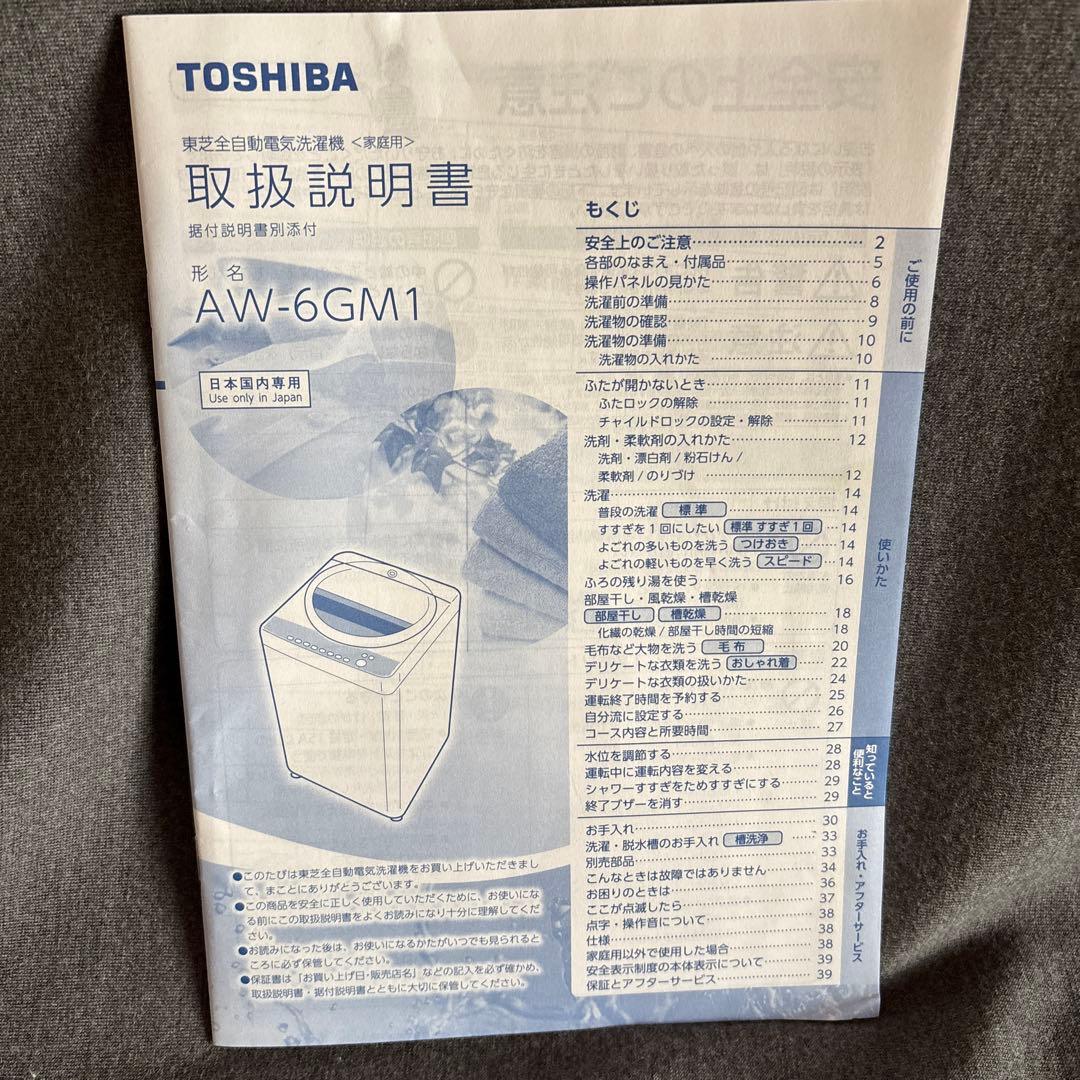 TOSHIBA
東芝全自動電気洗濯機 <家庭用>
取扱説明書
据付説明書別添付
形 名
AW-6GM1
日本国内専用
Use only in Japan
●このたびは東芝全自動電気洗濯機をお買い上げいただきまし
て、まことにありがとうございます。
●この商品を安全に正しく使用していただくために、お使いにな
る前にこの取扱説明書をよくお読みになり十分に理解してくだ
さい。
●お読みになった後は、お使いになるかたがいつでも見られると
ころに必ず保管してください。
●保証書は「お買い上げ日・販売店名」などの記入を必ず確かめ、
取扱説明書・据付説明書とともに大切に保管してください。
もくじ
安全上のご注意 2
各部のなまえ・付属品 5
操作パネルの見かた 6
洗濯前の準備 8
洗濯物の確認 9
洗濯物の準備 10
洗濯物の入れかた 10
ご使用の前に
ふたが開かないとき 11
ふたロックの解除 11
チャイルドロックの設定・解除 11
洗剤・柔軟剤の入れかた 12
洗剤・漂白剤 / 粉石けん /
柔軟剤 / のりづけ 12
洗濯 14
普段の洗濯 標準 14
すすぎを1回にしたい 標準 すすぎ1回 14
よごれの多いものを洗う つけおき 14
よごれの軽いものを早く洗う スピード 14
ふろの残り湯を使う 16
部屋干し・風乾燥・槽乾燥
部屋干し 槽乾燥 18
化繊の乾燥 / 部屋干し時間の短縮 18
毛布など大物を洗う 毛布 20
デリケートな衣類を洗う おしゃれ着 22
デリケートな衣類の扱いかた 24
運転終了時間を予約する 25
自分流に設定する 26
コース内容と所要時間 27
使いかた
水位を調節する 28
運転中に運転内容を変える 28
シャワーすすぎをためすすぎにする 29
終了ブザーを消す 29
知っていると
便利なこと
お手入れ 30
洗濯・脱水槽のお手入れ 槽洗浄 33
別売部品 33
こんなときは故障ではありません 34
お困りのときは 36
ここが点滅したら 37
点字・操作音について 38
仕様 38
家庭用以外で使用した場合 38
安全表示制度の本体表示について 39
保証とアフターサービス 39
お手入れ・アフターサービス